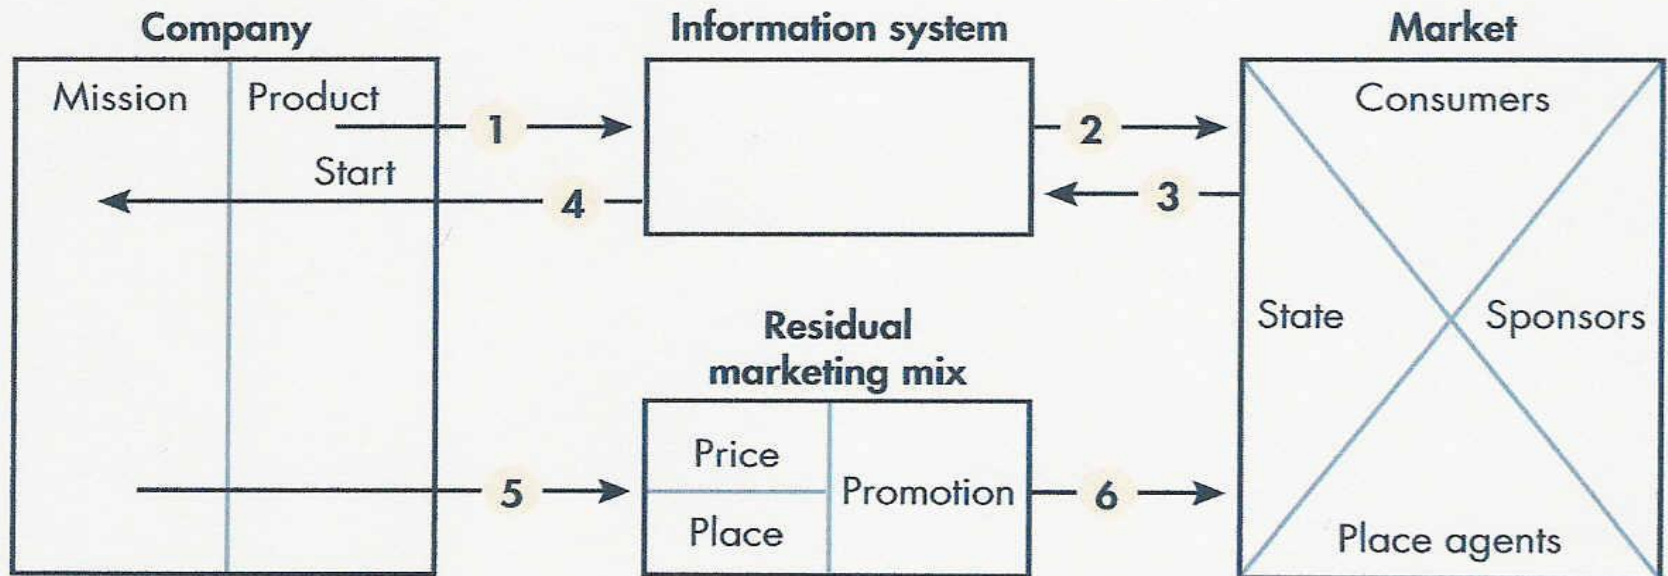 Company
Information system
Market
Mission
Product
Consumers
1
2
Start
3
4
State
Sponsors
Residual
marketing mix
Price
Promotion
Place
5
6
Place agents